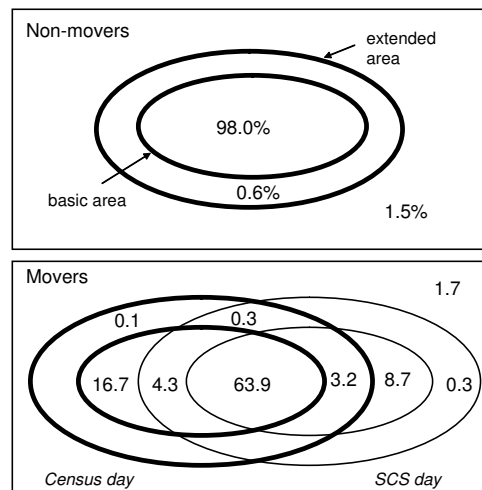 Non-movers
extended
area
98.0%
basic area
0.6%
1.5%
Movers
1.7
0.1
0.3
16.7
4.3
63.9
3.2
8.7
0.3
Census day
SCS day